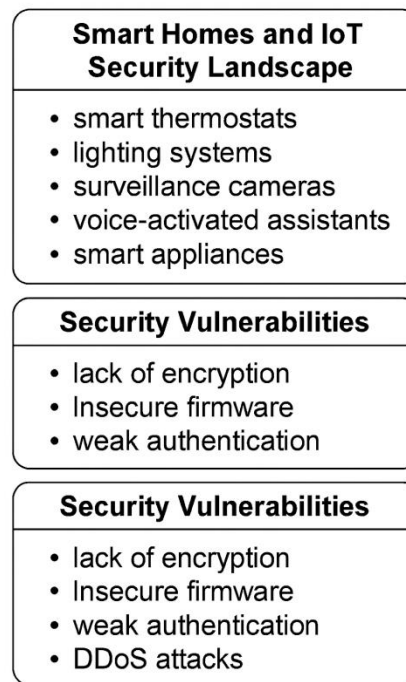 Smart Homes and IoT
Security Landscape
• smart thermostats
• lighting systems
• surveillance cameras
• voice-activated assistants
• smart appliances
Security Vulnerabilities
• lack of encryption
• Insecure firmware
• weak authentication
Security Vulnerabilities
• lack of encryption
• Insecure firmware
• weak authentication
• DDoS attacks